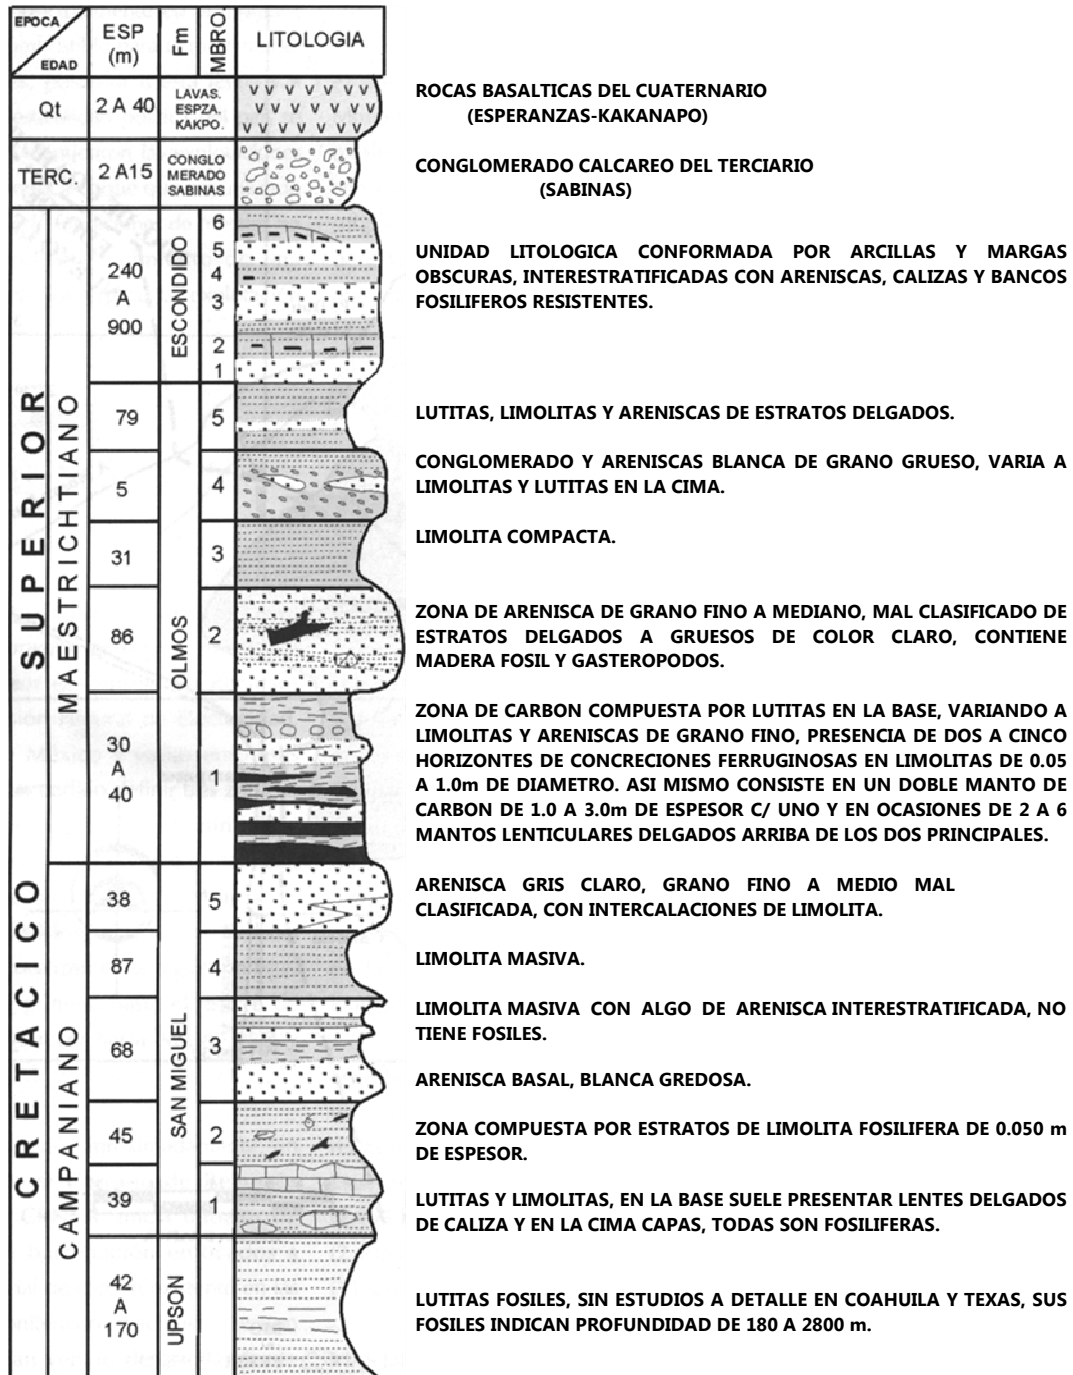 EPOCA
EDAD
ESP
(m)
Fm
MBRO.
LITOLOGIA
Qt
2 A 40
LAVAS.
ESPZA.
KAKPO.
ROCAS BASALTICAS DEL CUATERNARIO
(ESPERANZAS-KAKANAPO)
TERC.
2 A15
CONGLO
MERADO
SABINAS
CONGLOMERADO CALCAREO DEL TERCIARIO
(SABINAS)
CRETACICO SUPERIOR
MAESTRICHTIANO
240
A
900
ESCONDIDO
6
5
4
3
2
1
UNIDAD LITOLOGICA CONFORMADA POR ARCILLAS Y MARGAS
OBSCURAS, INTERESTRATIFICADAS CON ARENISCAS, CALIZAS Y BANCOS
FOSILIFEROS RESISTENTES.
OLMOS
79
5
LUTITAS, LIMOLITAS Y ARENISCAS DE ESTRATOS DELGADOS.
5
4
CONGLOMERADO Y ARENISCAS BLANCA DE GRANO GRUESO, VARIA A
LIMOLITAS Y LUTITAS EN LA CIMA.
31
3
LIMOLITA COMPACTA.
86
2
ZONA DE ARENISCA DE GRANO FINO A MEDIANO, MAL CLASIFICADO DE
ESTRATOS DELGADOS A GRUESOS DE COLOR CLARO, CONTIENE
MADERA FOSIL Y GASTEROPODOS.
30
A
40
1
ZONA DE CARBON COMPUESTA POR LUTITAS EN LA BASE, VARIANDO A
LIMOLITAS Y ARENISCAS DE GRANO FINO, PRESENCIA DE DOS A CINCO
HORIZONTES DE CONCRECIONES FERRUGINOSAS EN LIMOLITAS DE 0.05
A 1.0m DE DIAMETRO. ASI MISMO CONSISTE EN UN DOBLE MANTO DE
CARBON DE 1.0 A 3.0m DE ESPESOR C/ UNO Y EN OCASIONES DE 2 A 6
MANTOS LENTICULARES DELGADOS ARRIBA DE LOS DOS PRINCIPALES.
CAMPANIANO
SAN MIGUEL
38
5
ARENISCA GRIS CLARO, GRANO FINO A MEDIO MAL
CLASIFICADA, CON INTERCALACIONES DE LIMOLITA.
87
4
LIMOLITA MASIVA.
68
3
LIMOLITA MASIVA CON ALGO DE ARENISCA INTERESTRATIFICADA, NO
TIENE FOSILES.
ARENISCA BASAL, BLANCA GREDOSA.
45
2
ZONA COMPUESTA POR ESTRATOS DE LIMOLITA FOSILIFERA DE 0.050 m
DE ESPESOR.
39
1
LUTITAS Y LIMOLITAS, EN LA BASE SUELE PRESENTAR LENTES DELGADOS
DE CALIZA Y EN LA CIMA CAPAS, TODAS SON FOSILIFERAS.
42
A
170
UPSON
LUTITAS FOSILES, SIN ESTUDIOS A DETALLE EN COAHUILA Y TEXAS, SUS
FOSILES INDICAN PROFUNDIDAD DE 180 A 2800 m.